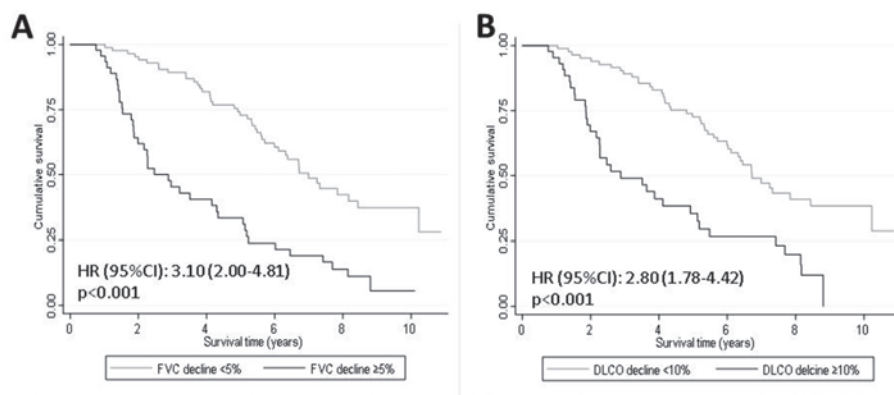 A
Cumulative survival
1.00
0.75
0.50
0.25
0.00
HR (95%CI): 3.10 (2.00-4.81)
p<0.001
0 2 4 6 8 10
Survival time (years)
FVC decline <5% FVC decline ≥5%
B
Cumulative survival
1.00
0.75
0.50
0.25
0.00
HR (95%CI): 2.80 (1.78-4.42)
p<0.001
0 2 4 6 8 10
Survival time (years)
DLCO decline <10% DLCO delcine ≥10%